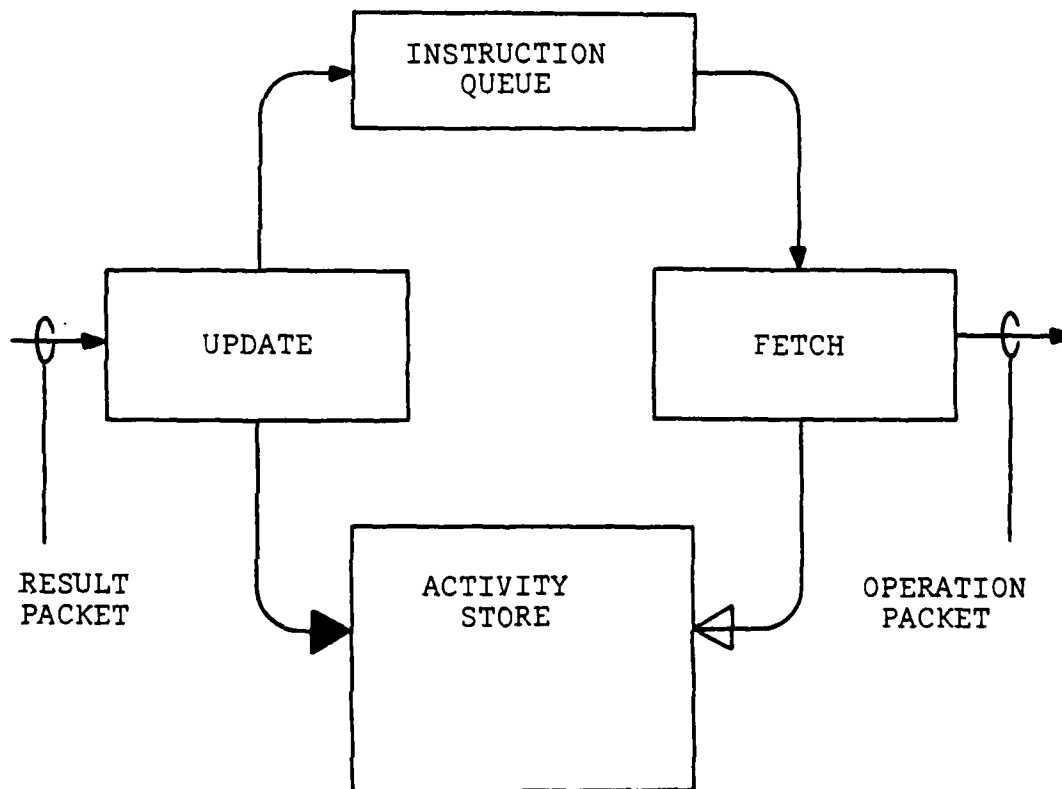 INSTRUCTION
QUEUE
UPDATE
FETCH
RESULT
PACKET
ACTIVITY
STORE
OPERATION
PACKET